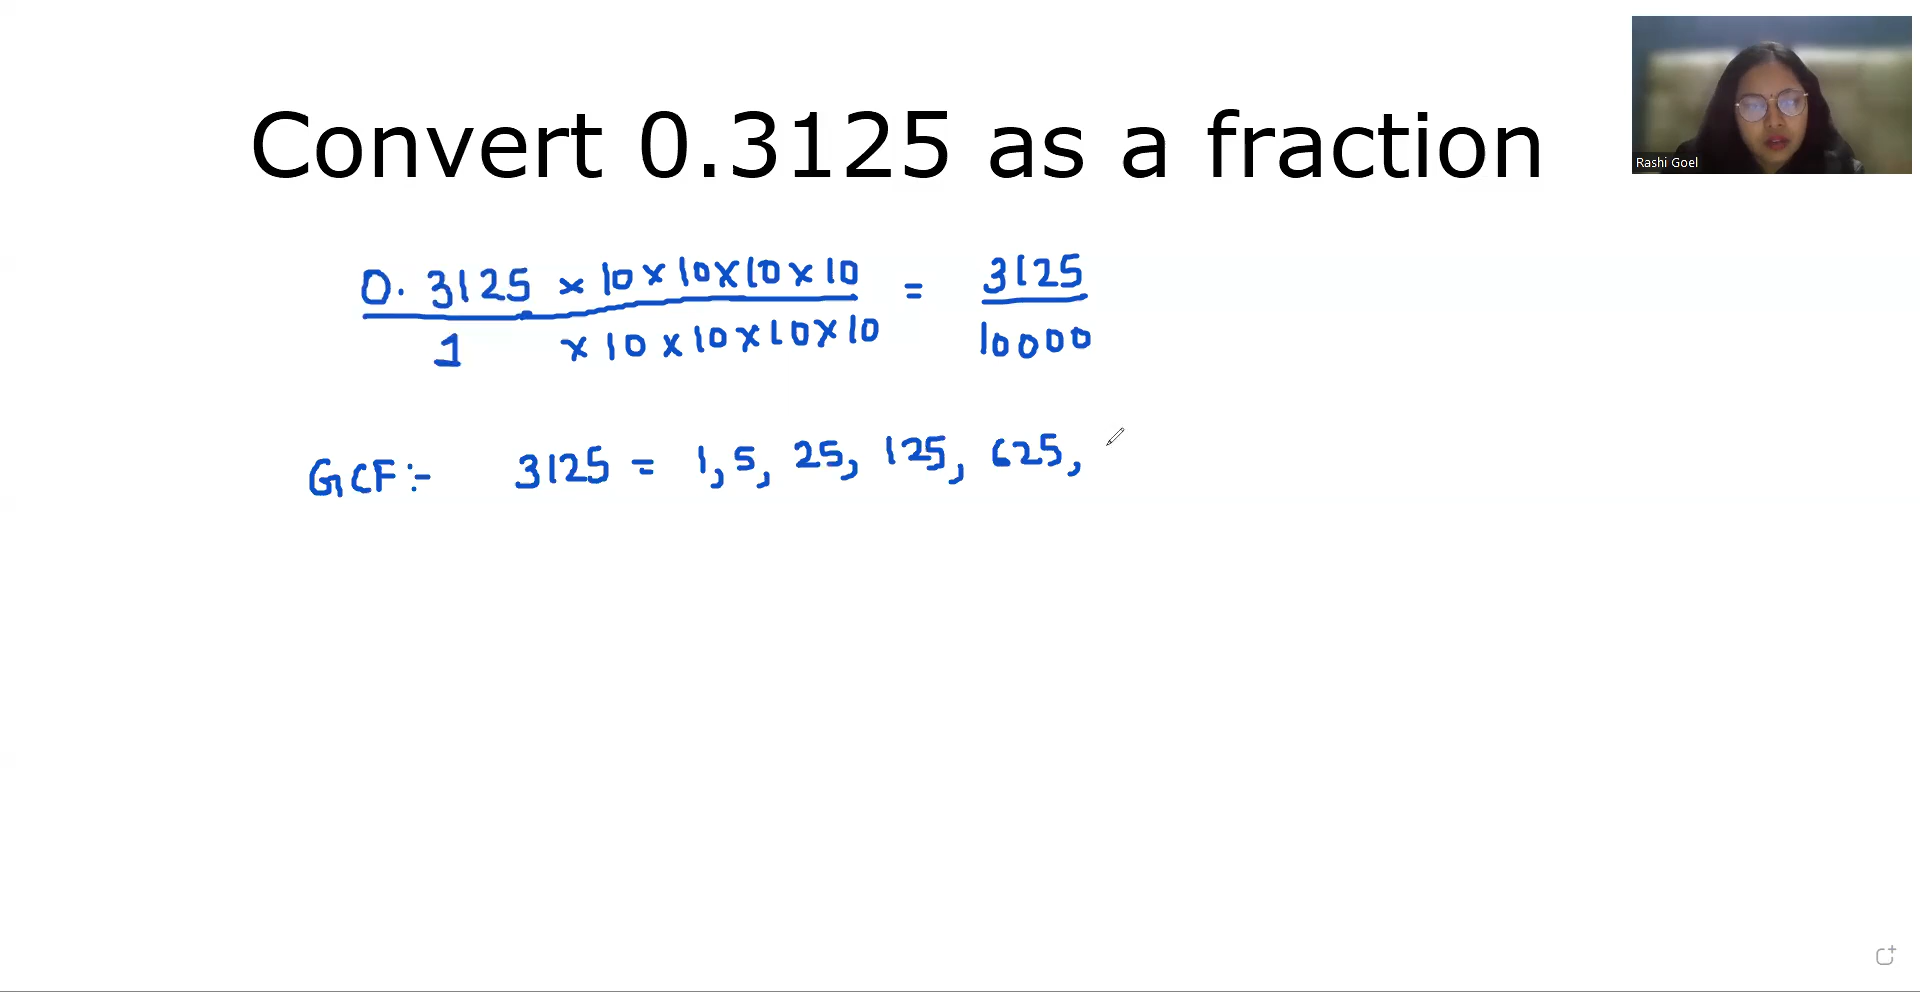 Convert 0.3125 as a fraction
Rashi Goel
0.3125 × 10 × 10 × 10 × 10 = 3125
1 × 10 × 10 × 10 × 10 10000
GCF:- 3125 = 1, 5, 25, 125, 625,